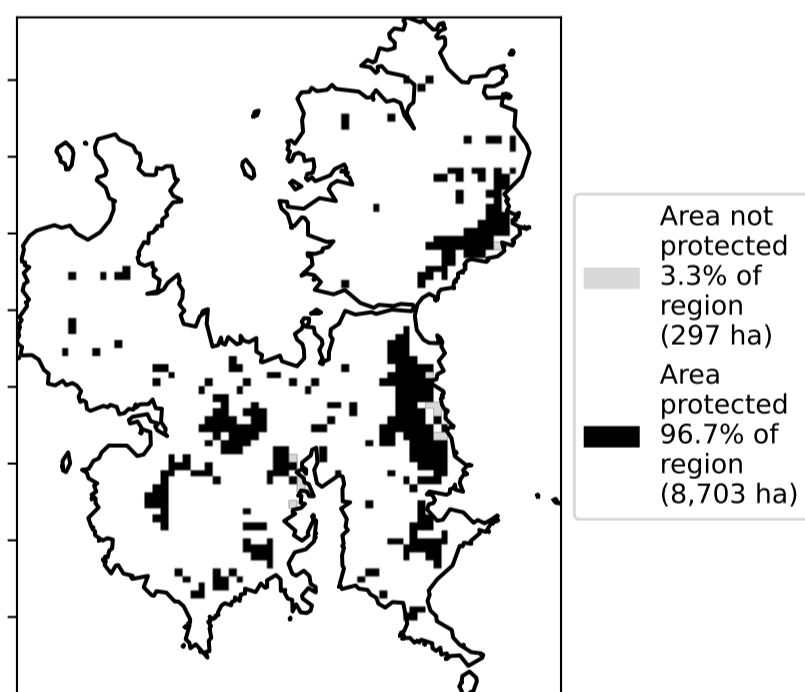 Area not
protected
3.3% of
region
(297 ha)
Area
protected
96.7% of
region
(8,703 ha)